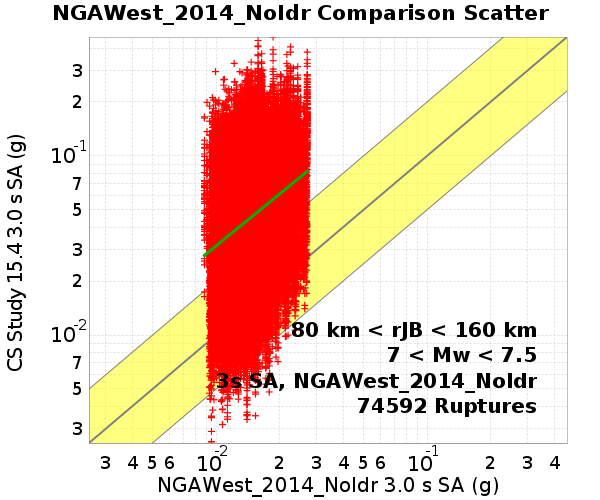 NGAWest_2014_NoIdr Comparison Scatter
CS Study 15.4 3.0 s SA (g)
3
2
10^-1
7
5
3
2
10^-2
7
5
3
80 km < rJB < 160 km
7 < Mw < 7.5
3s SA, NGAWest_2014_NoIdr
74592 Ruptures
3 4 5 6 10^-2 2 3 4 5 6 10^-1 2 3 4
NGAWest_2014_NoIdr 3.0 s SA (g)